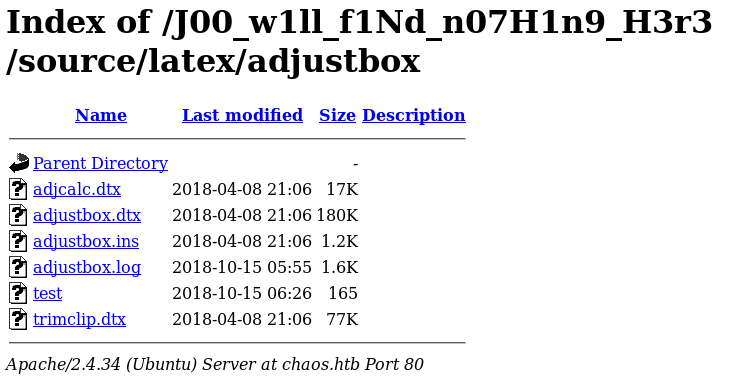 Index of /J00_w1ll_f1Nd_n07H1n9_H3r3
/source/latex/adjustbox
Name Last modified Size Description
Parent Directory -
adjcalc.dtx 2018-04-08 21:06 17K
adjustbox.dtx 2018-04-08 21:06 180K
adjustbox.ins 2018-04-08 21:06 1.2K
adjustbox.log 2018-10-15 05:55 1.6K
test 2018-10-15 06:26 165
trimclip.dtx 2018-04-08 21:06 77K
Apache/2.4.34 (Ubuntu) Server at chaos.htb Port 80